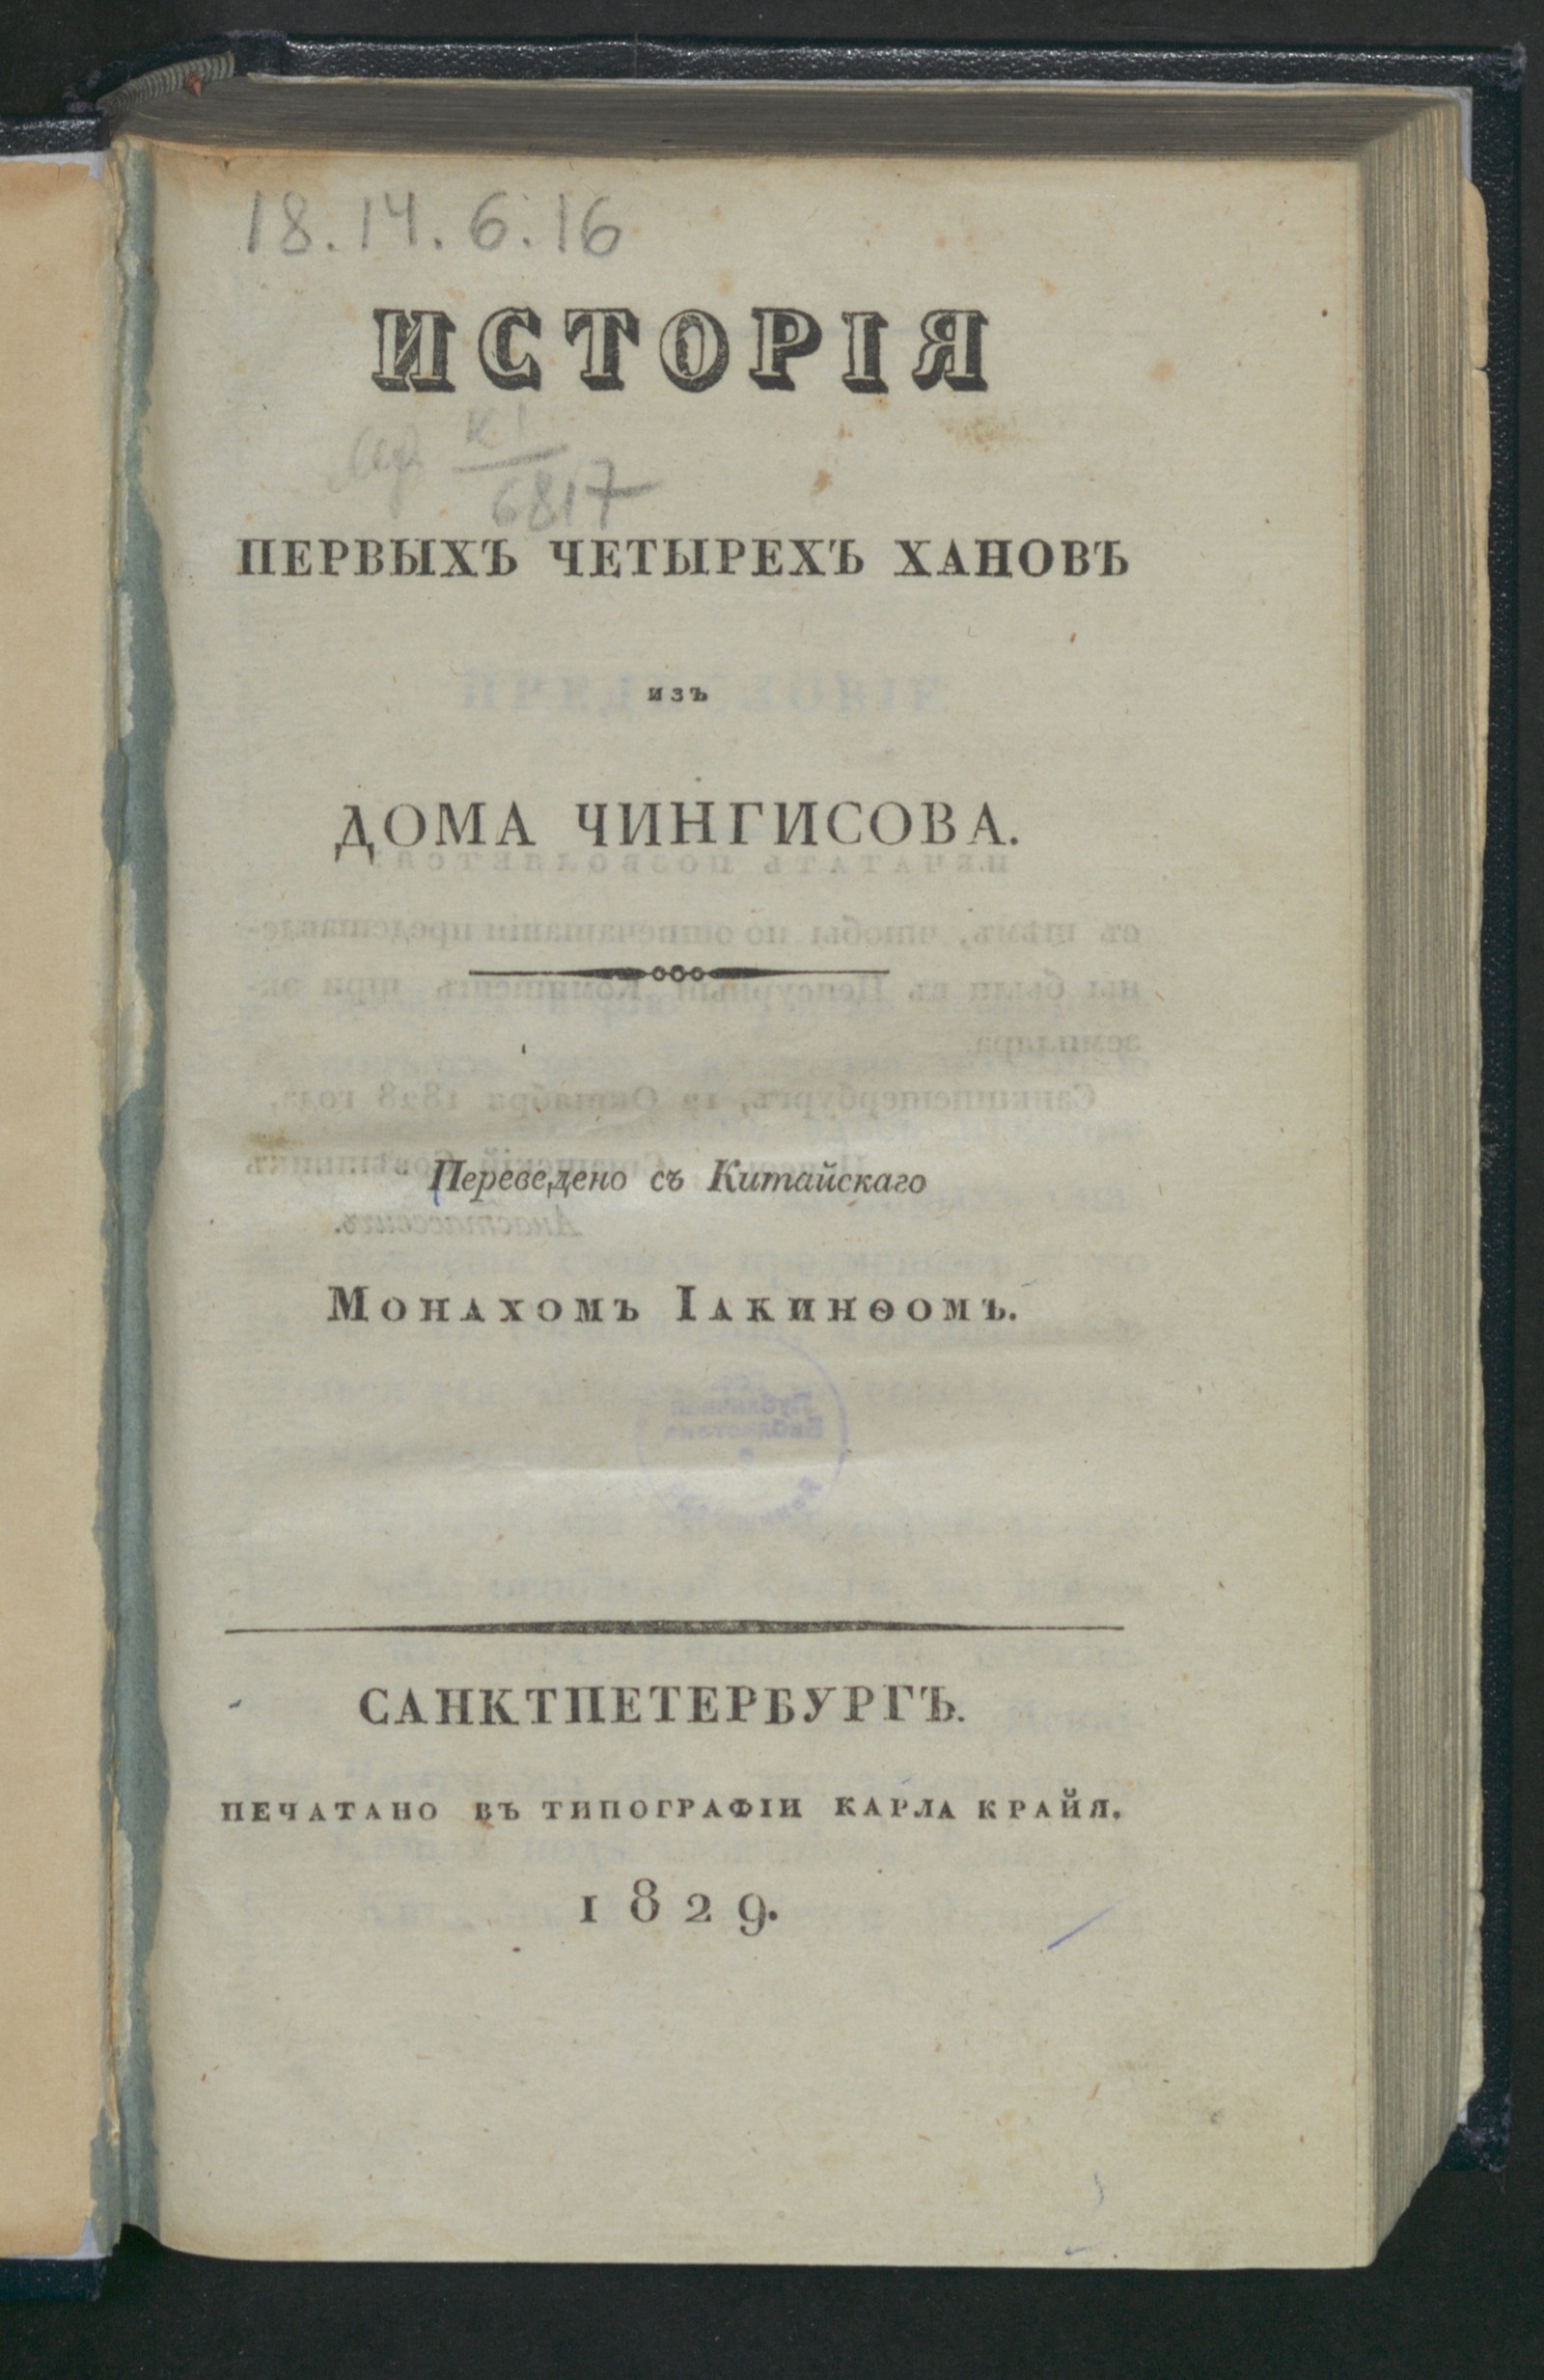 18.14.6.16
ИСТОРІЯ
К I
6817
ПЕРВЫХЪ ЧЕТЫРЕХЪ ХАНОВЪ
изъ
ДОМА ЧИНГИСОВА.
Переведено съ Китайскаго
Монахомъ Іакинѳомъ.
САНКТПЕТЕРБУРГЪ.
ПЕЧАТАНО ВЪ ТИПОГРАФІИ КАРЛА КРАЙЯ.
1829.